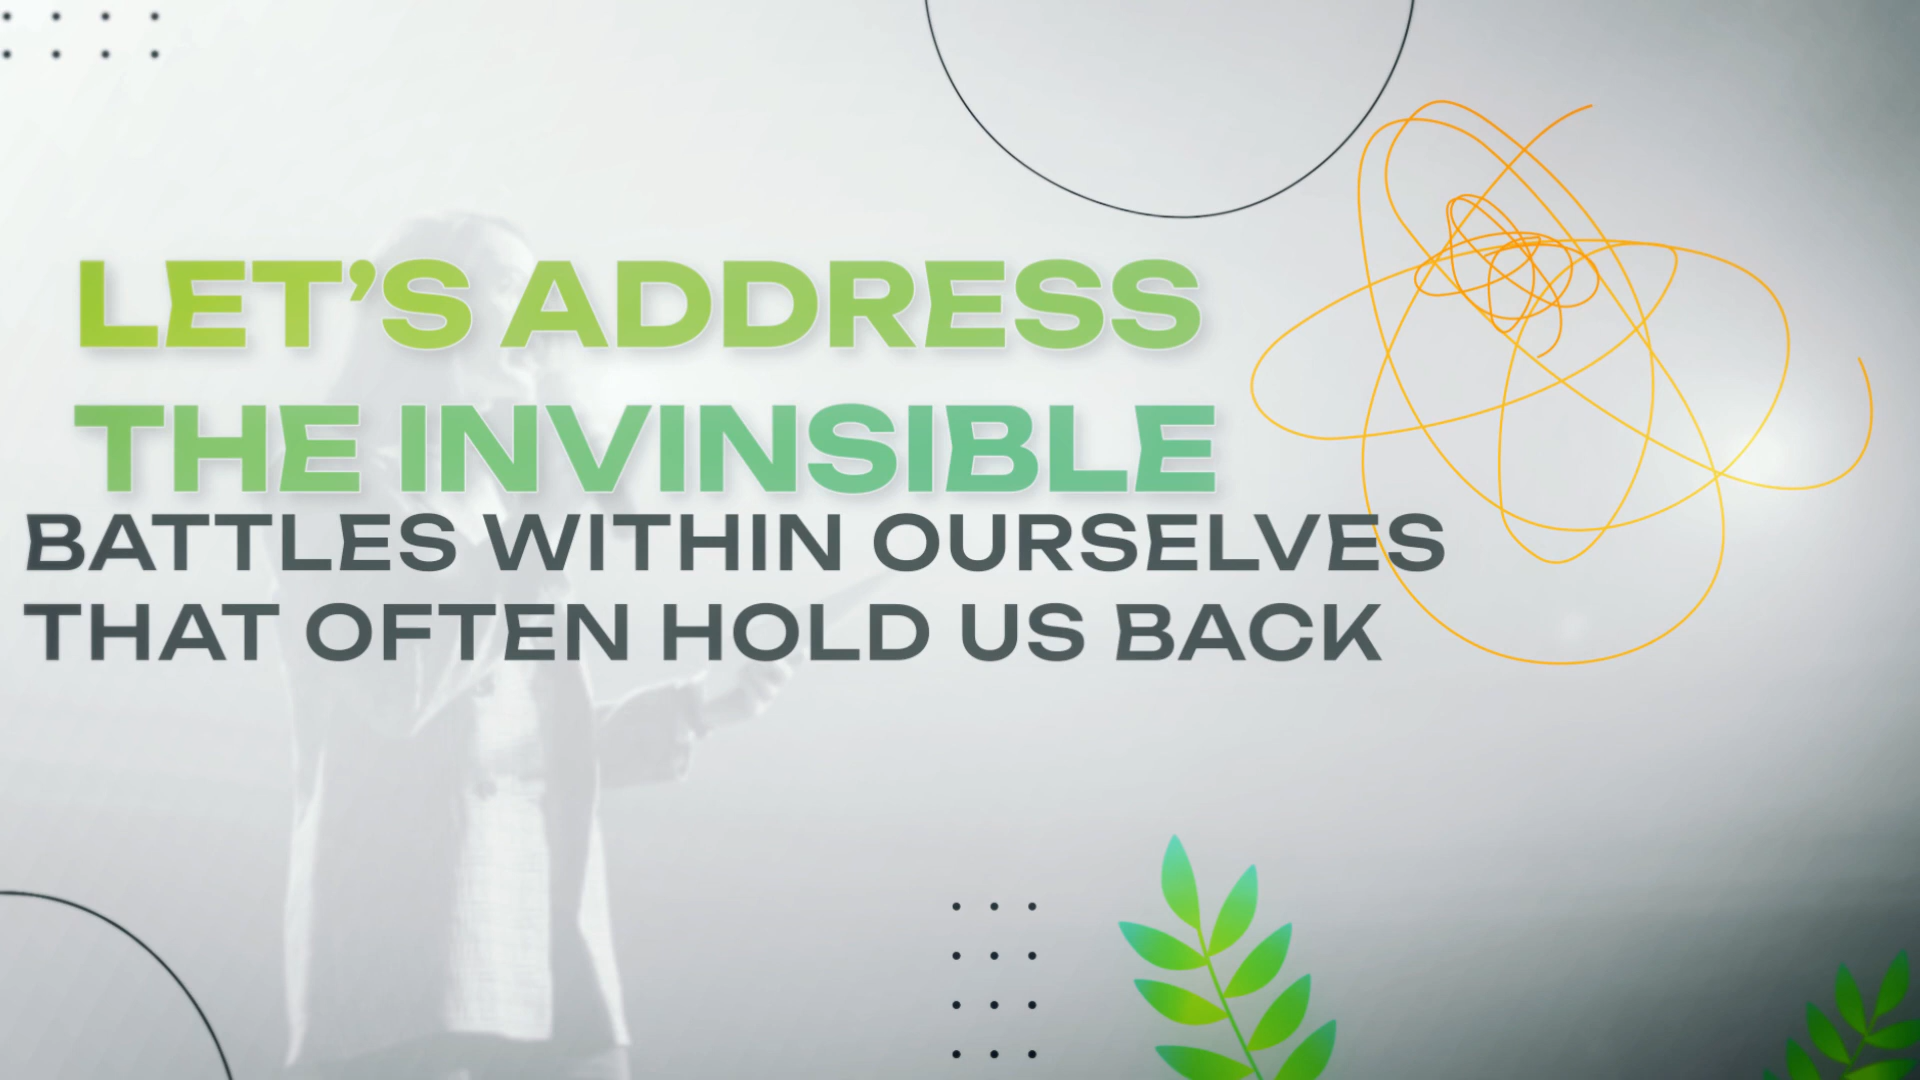 LET’S ADDRESS
THE INVINSIBLE
BATTLES WITHIN OURSELVES
THAT OFTEN HOLD US BACK